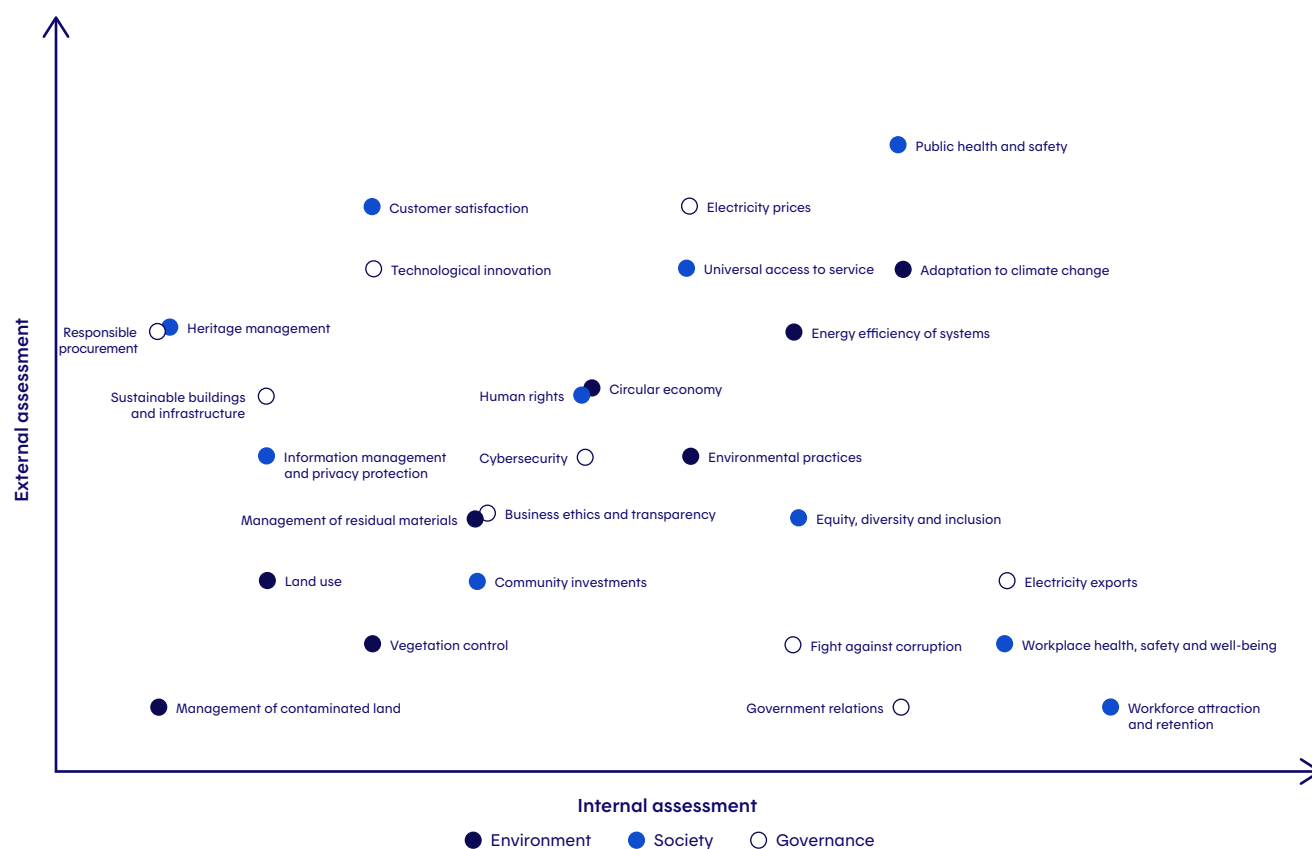 Public health and safety
Customer satisfaction
Electricity prices
Technological innovation
Universal access to service
Adaptation to climate change
Responsible
procurement
Heritage management
Energy efficiency of systems
External assessment
Sustainable buildings
and infrastructure
Human rights
Circular economy
Information management
and privacy protection
Cybersecurity
Environmental practices
Management of residual materials
Business ethics and transparency
Equity, diversity and inclusion
Land use
Community investments
Electricity exports
Vegetation control
Fight against corruption
Workplace health, safety and well-being
Management of contaminated land
Government relations
Workforce attraction
and retention
Internal assessment
Environment
Society
Governance